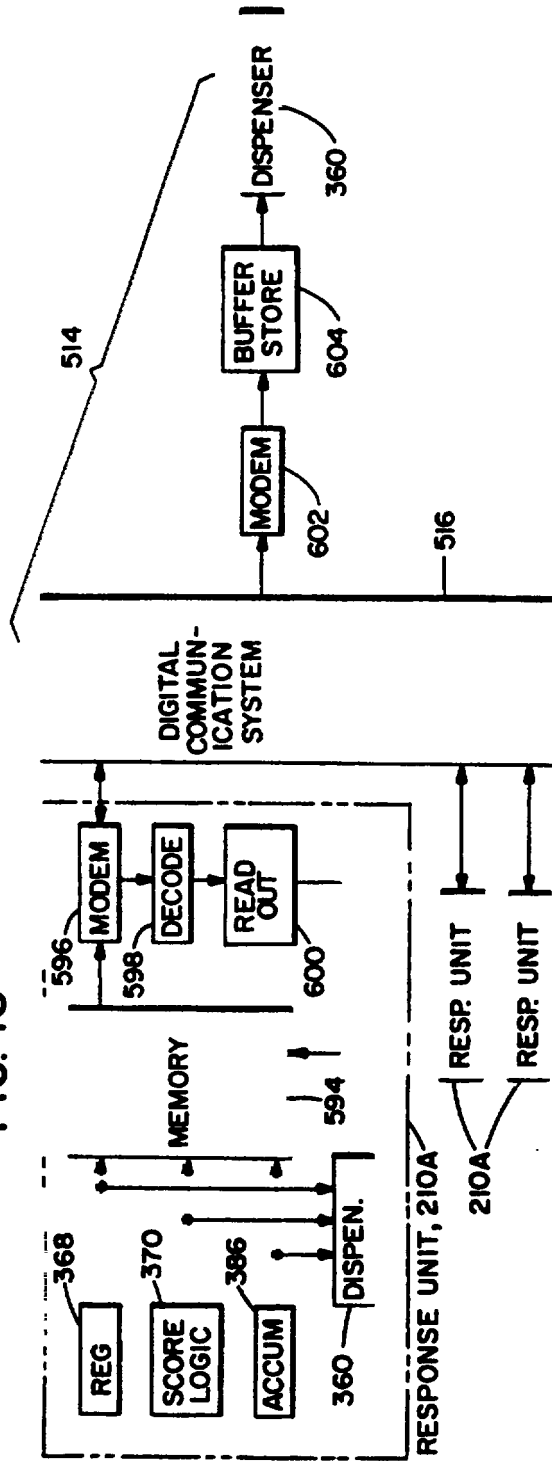 514
596
MODEM
DIGITAL
COMMUN-
ICATION
SYSTEM
368
REG
598
DECODE
MEMORY
370
SCORE
LOGIC
READ
OUT
MODEM
602
BUFFER
STORE
604
DISPENSER
360
386
ACCUM
594
600
DISPEN.
360
516
RESPONSE UNIT, 210A
210A
RESP. UNIT
RESP. UNIT